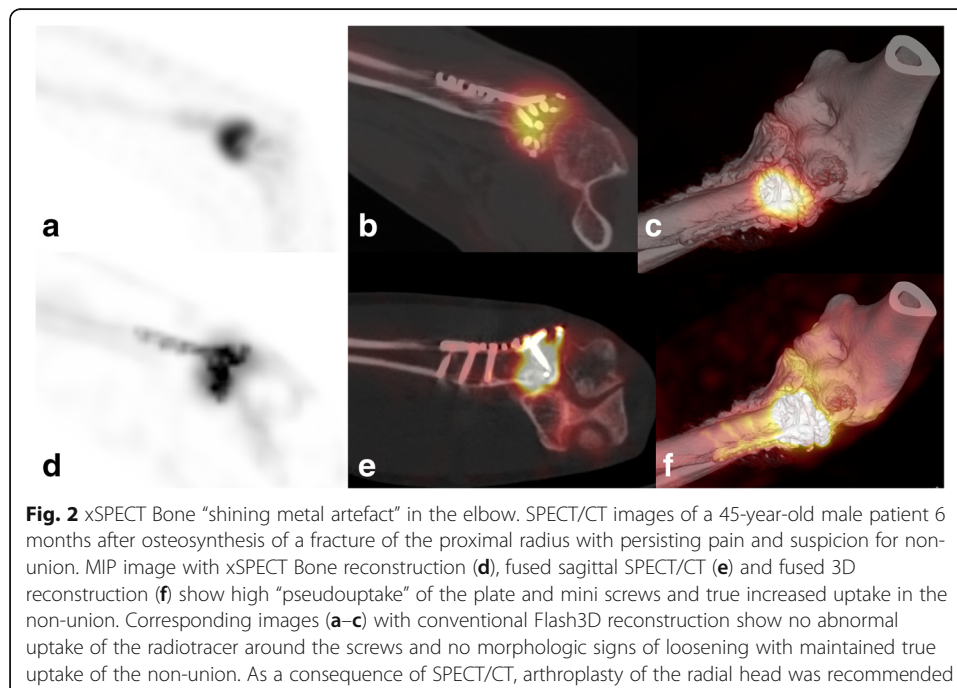 a
b
c
d
e
f
Fig. 2 xSPECT Bone “shining metal artefact” in the elbow. SPECT/CT images of a 45-year-old male patient 6
months after osteosynthesis of a fracture of the proximal radius with persisting pain and suspicion for non-
union. MIP image with xSPECT Bone reconstruction (d), fused sagittal SPECT/CT (e) and fused 3D
reconstruction (f) show high “pseudouptake” of the plate and mini screws and true increased uptake in the
non-union. Corresponding images (a–c) with conventional Flash3D reconstruction show no abnormal
uptake of the radiotracer around the screws and no morphologic signs of loosening with maintained true
uptake of the non-union. As a consequence of SPECT/CT, arthroplasty of the radial head was recommended